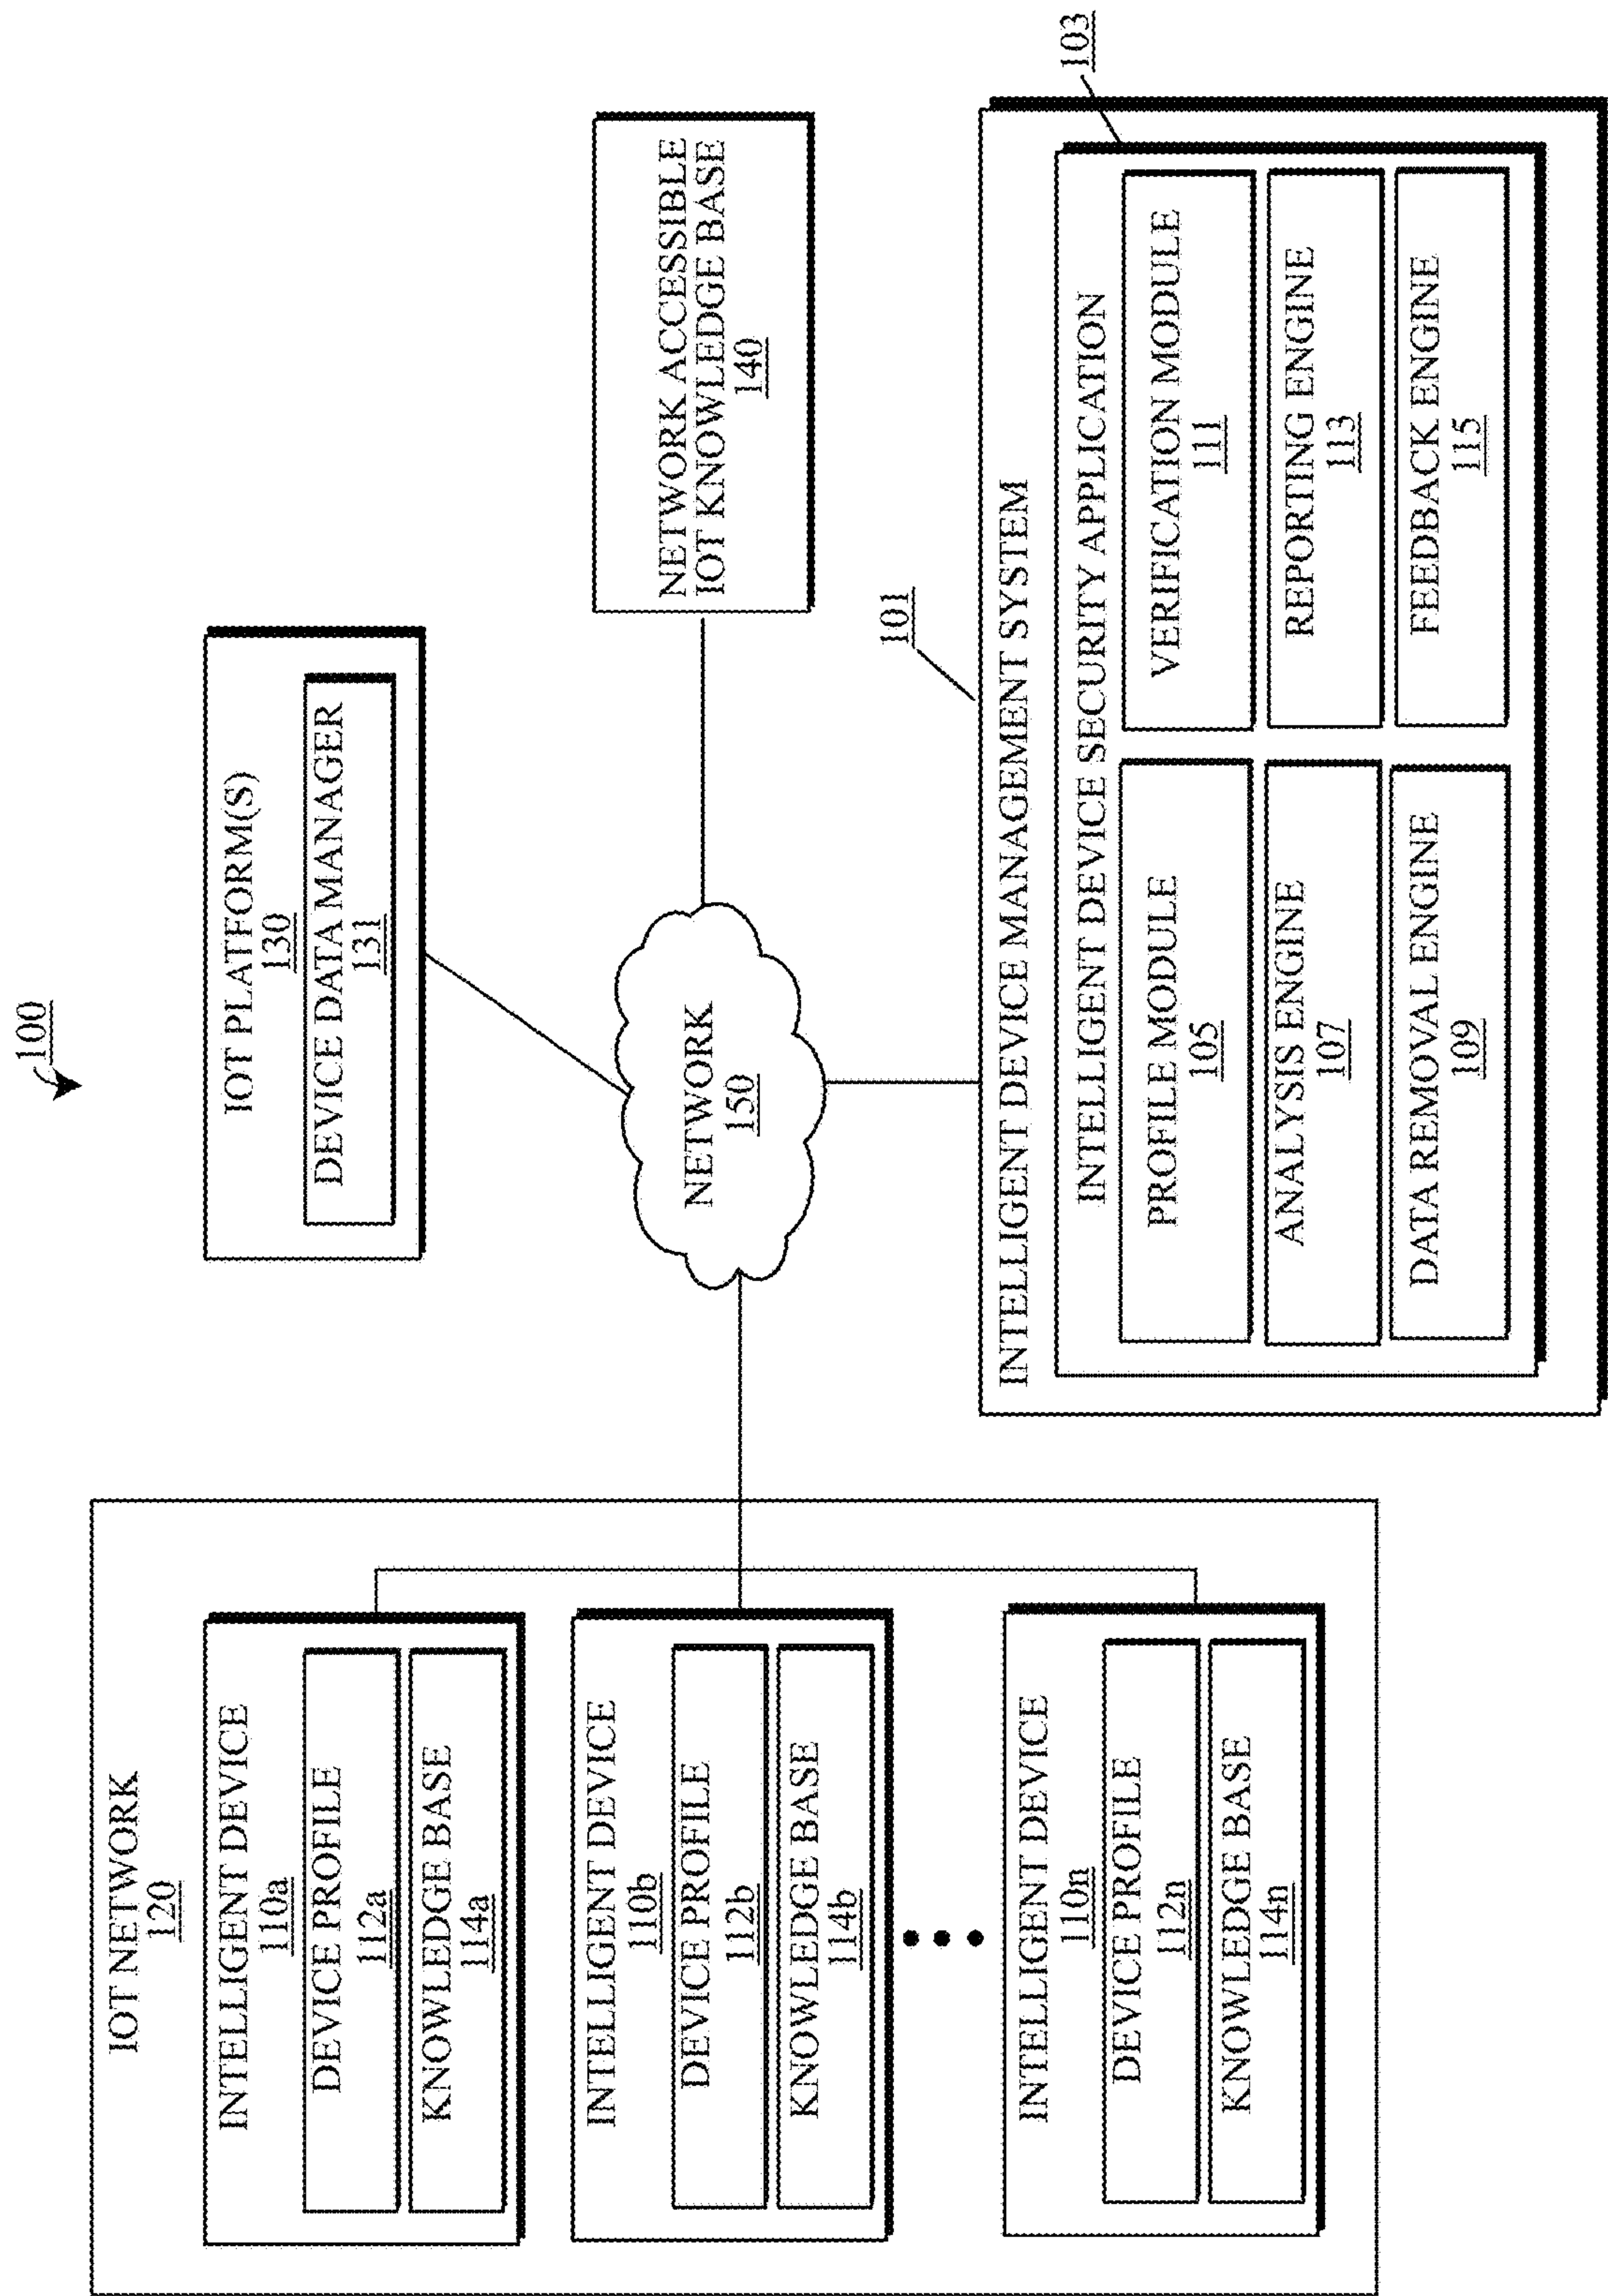 100
IOT NETWORK
120
INTELLIGENT DEVICE
110a
DEVICE PROFILE
112a
KNOWLEDGE BASE
114a
INTELLIGENT DEVICE
110b
DEVICE PROFILE
112b
KNOWLEDGE BASE
114b
INTELLIGENT DEVICE
110n
DEVICE PROFILE
112n
KNOWLEDGE BASE
114n
IOT PLATFORM(S)
130
DEVICE DATA MANAGER
131
NETWORK
150
NETWORK ACCESSIBLE
IOT KNOWLEDGE BASE
140
101
INTELLIGENT DEVICE MANAGEMENT SYSTEM
103
INTELLIGENT DEVICE SECURITY APPLICATION
PROFILE MODULE
105
ANALYSIS ENGINE
107
DATA REMOVAL ENGINE
109
VERIFICATION MODULE
111
REPORTING ENGINE
113
FEEDBACK ENGINE
115